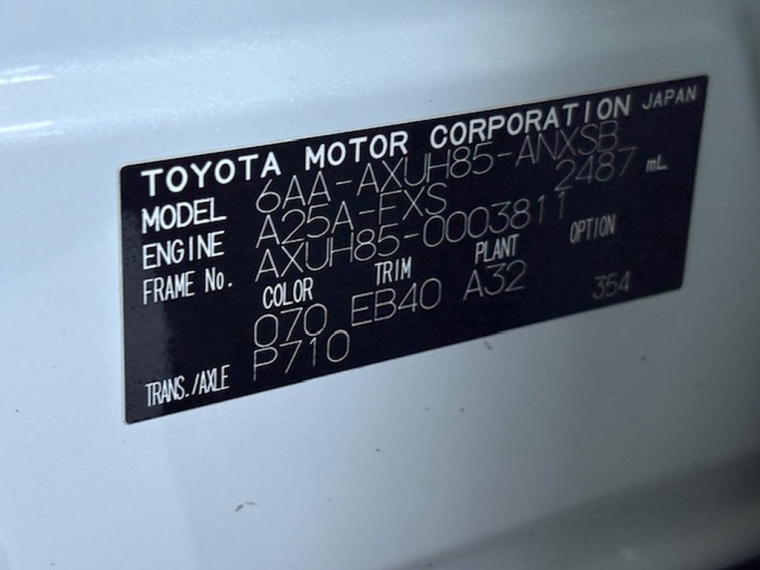 TOYOTA MOTOR CORPORATION JAPAN
MODEL 6AA-AXUH85-ANXSB
ENGINE A25A-FXS 2487 mL
FRAME No. AXUH85-0003811
COLOR TRIM PLANT OPTION
070 EB40 A32 354
TRANS./AXLE P710